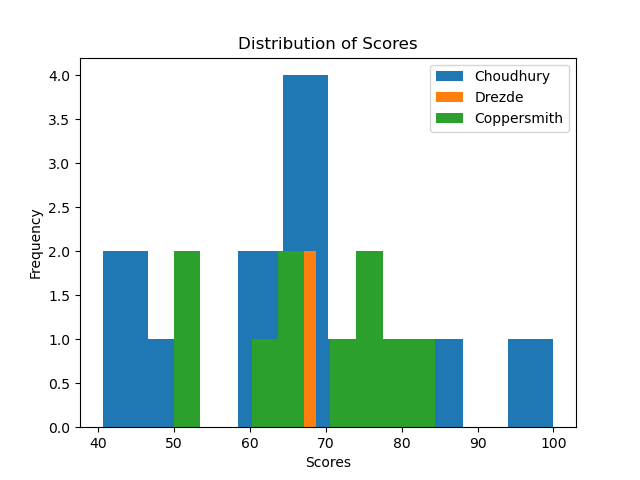 Distribution of Scores
Choudhury
Drezde
Coppersmith
Frequency
4.0
3.5
3.0
2.5
2.0
1.5
1.0
0.5
0.0
40 50 60 70 80 90 100
Scores